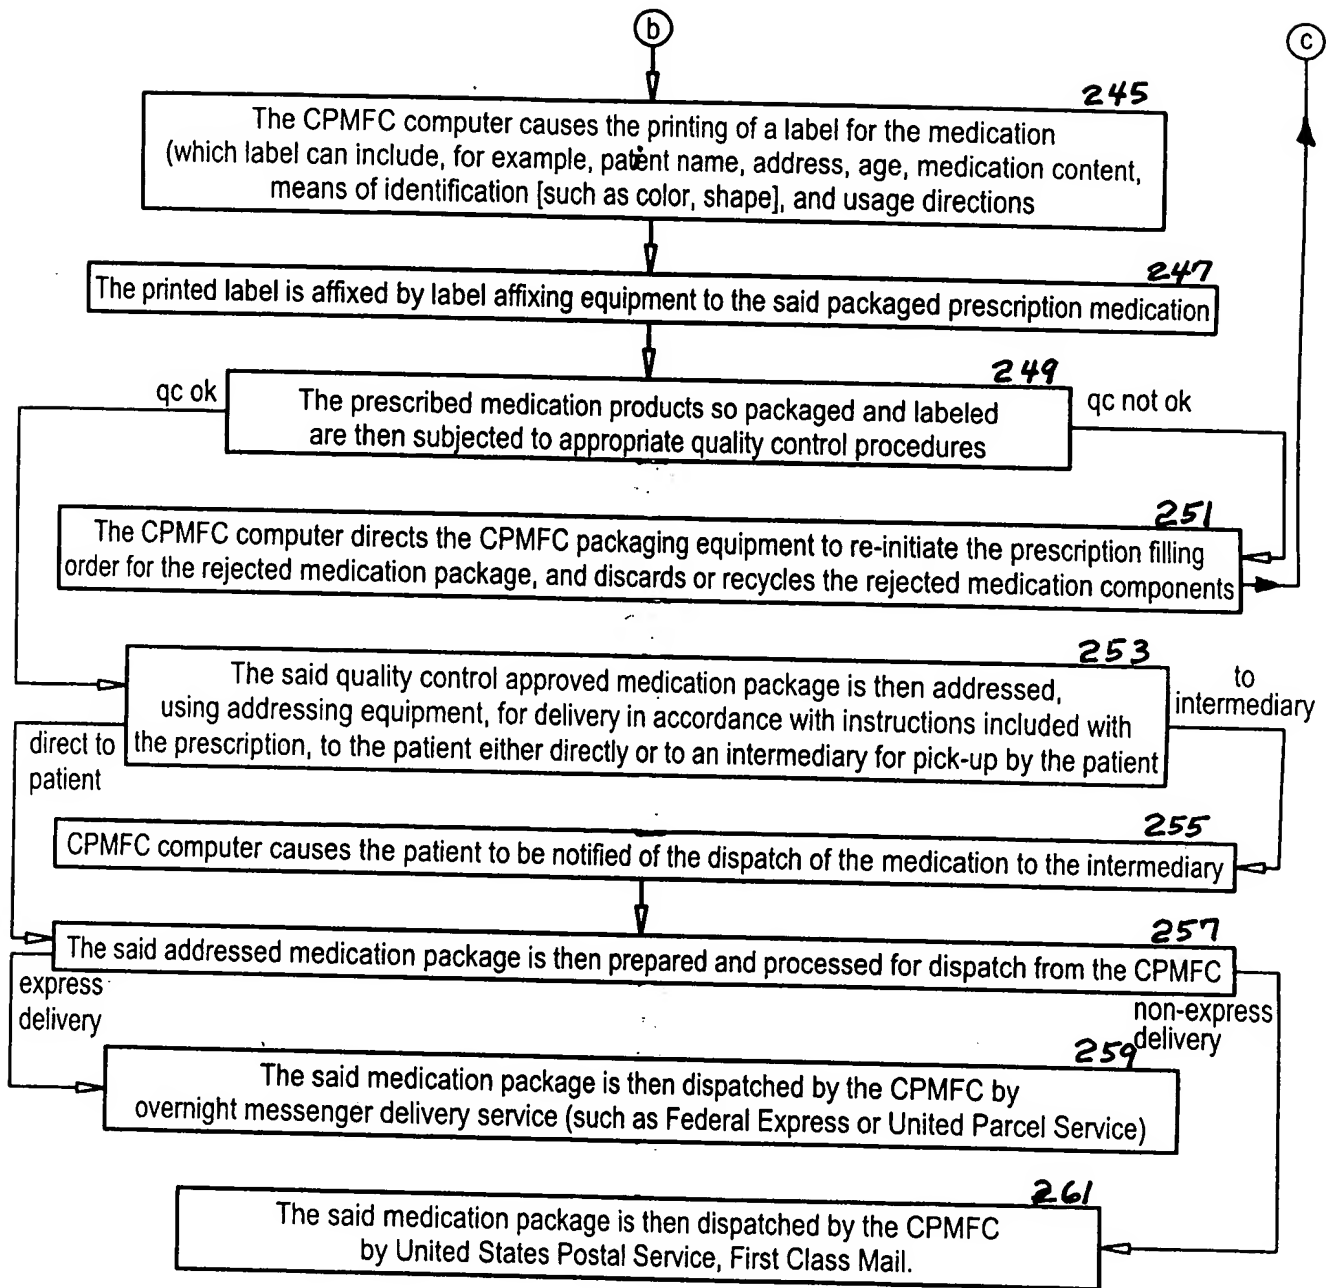 b
c
245
The CPMFC computer causes the printing of a label for the medication
(which label can include, for example, patient name, address, age, medication content,
means of identification [such as color, shape], and usage directions
247
The printed label is affixed by label affixing equipment to the said packaged prescription medication
249
qc ok
The prescribed medication products so packaged and labeled
are then subjected to appropriate quality control procedures
qc not ok
251
The CPMFC computer directs the CPMFC packaging equipment to re-initiate the prescription filling
order for the rejected medication package, and discards or recycles the rejected medication components
253
The said quality control approved medication package is then addressed,
using addressing equipment, for delivery in accordance with instructions included with
the prescription, to the patient either directly or to an intermediary for pick-up by the patient
to
intermediary
direct to
patient
255
CPMFC computer causes the patient to be notified of the dispatch of the medication to the intermediary
257
The said addressed medication package is then prepared and processed for dispatch from the CPMFC
express
delivery
non-express
delivery
259
The said medication package is then dispatched by the CPMFC by
overnight messenger delivery service (such as Federal Express or United Parcel Service)
261
The said medication package is then dispatched by the CPMFC
by United States Postal Service, First Class Mail.